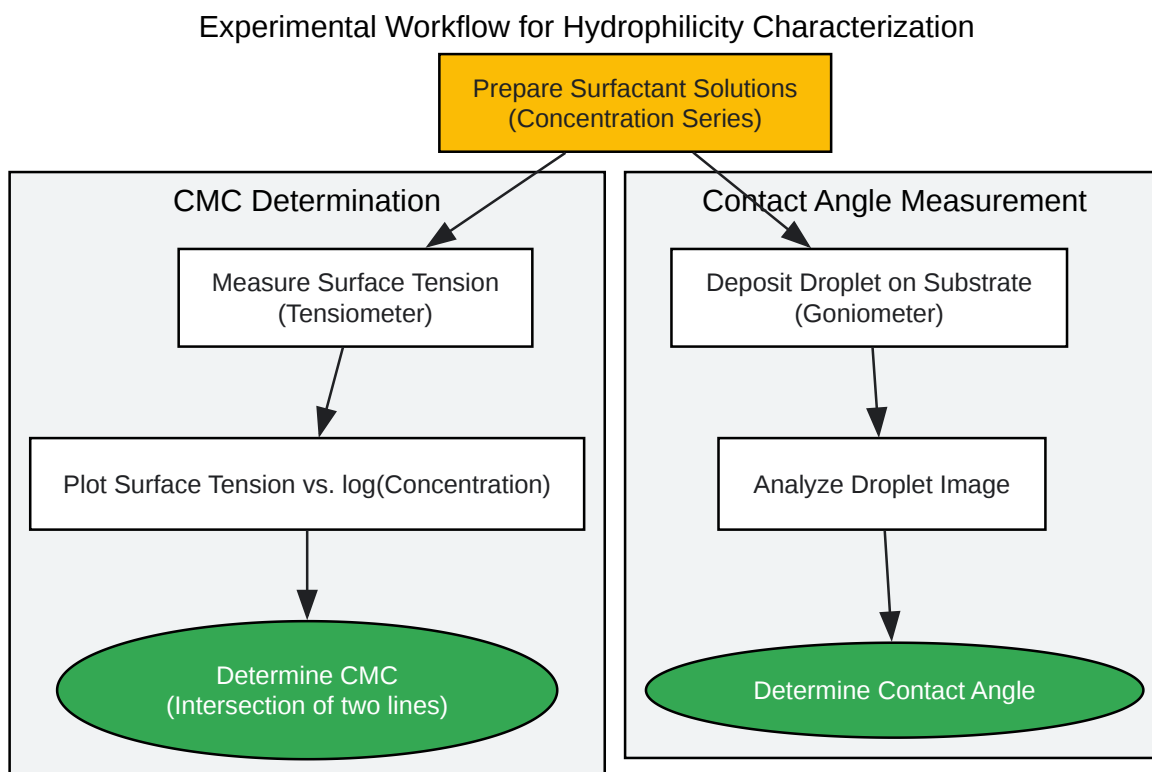 Experimental Workflow for Hydrophilicity Characterization
Prepare Surfactant Solutions
(Concentration Series)
CMC Determination
Measure Surface Tension
(Tensiometer)
Plot Surface Tension vs. log(Concentration)
Determine CMC
(Intersection of two lines)
Contact Angle Measurement
Deposit Droplet on Substrate
(Goniometer)
Analyze Droplet Image
Determine Contact Angle